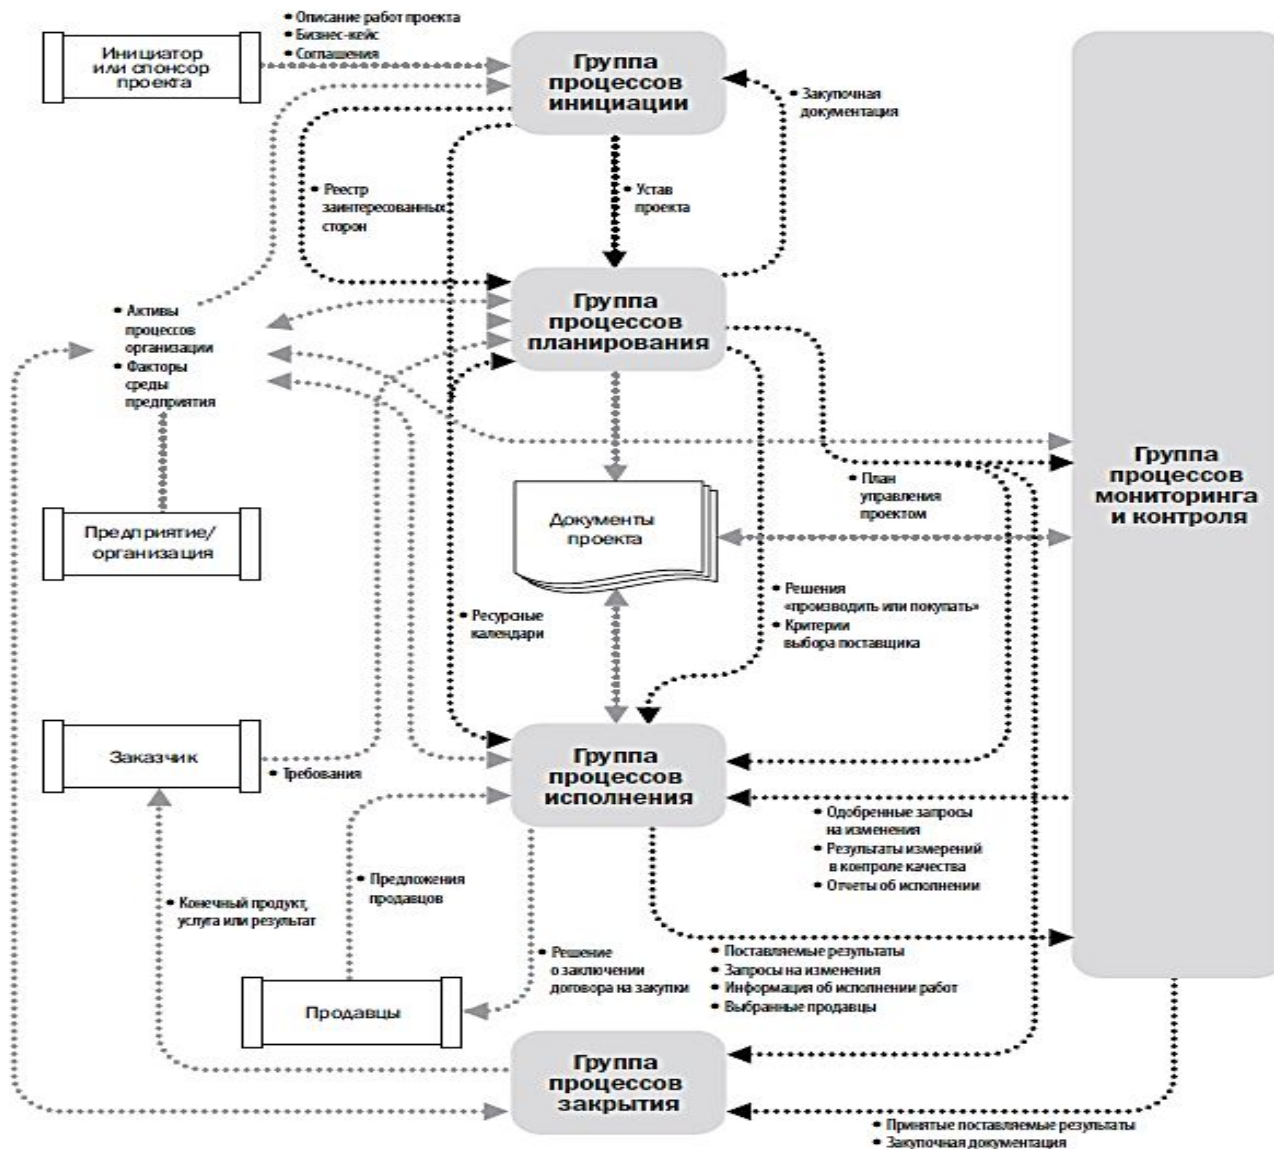 • Описание работ проекта
• Бизнес-кейс
• Соглашения
Инициатор
или спонсор
проекта
Группа
процессов
инициации
• Закупочная
документация
• Реестр
заинтересованных
сторон
• Устав
проекта
Группа
процессов
планирования
• Активы
процессов
организации
• Факторы
среды
предприятия
Группа
процессов
мониторинга
и контроля
• План
управления
проектом
Предприятие/
организация
Документы
проекта
• Решения
«производить или покупать»
• Критерии
выбора поставщика
• Ресурсные
календари
Заказчик
• Требования
Группа
процессов
исполнения
• Одобренные запросы
на изменения
• Результаты измерений
в контроле качества
• Отчеты об исполнении
• Предложения
продавцов
• Конечный продукт,
услуга или результат
• Решение
о заключении
договора на закупки
• Поставляемые результаты
• Запросы на изменения
• Информация об исполнении работ
• Выбранные продавцы
Продавцы
Группа
процессов
закрытия
• Принятые поставляемые результаты
• Закупочная документация